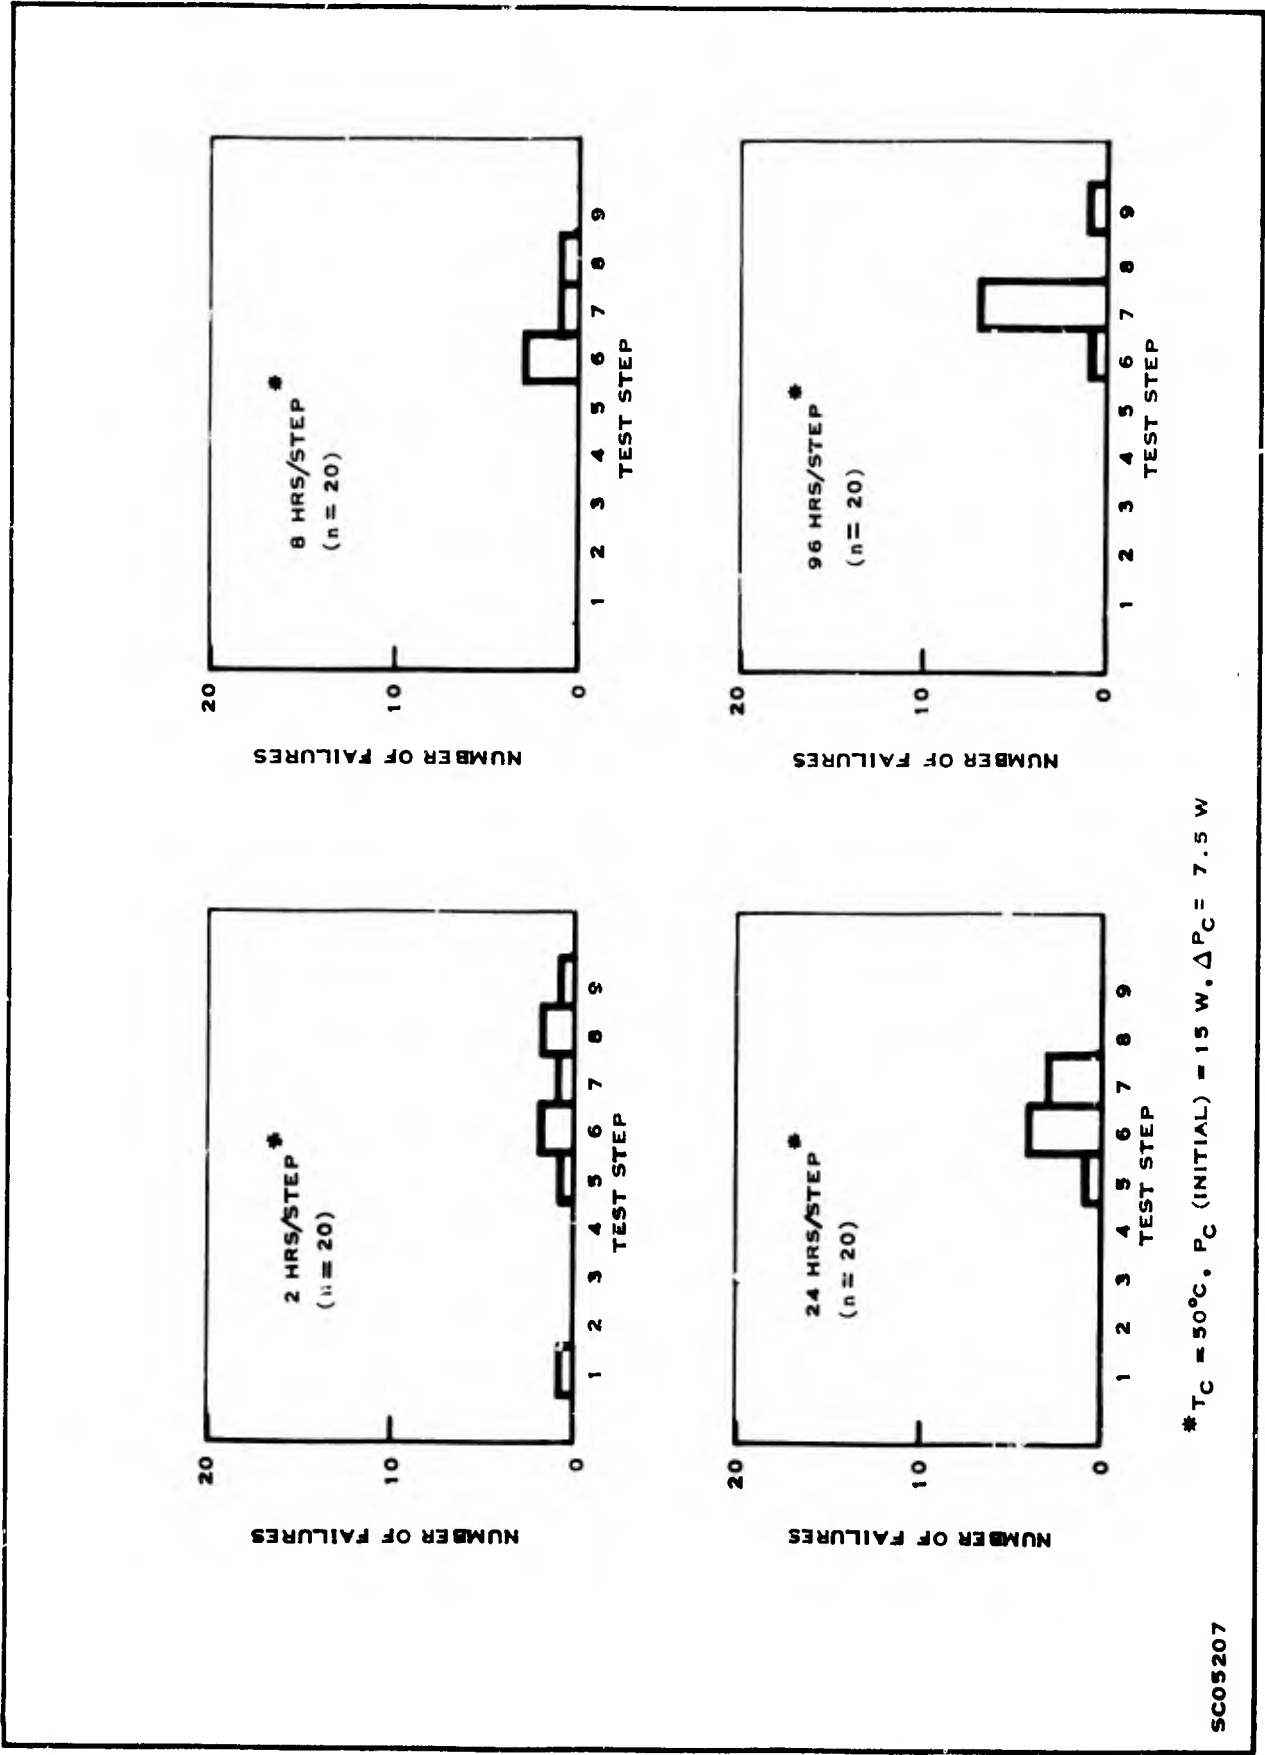 NUMBER OF FAILURES
20
10
0
2 HRS/STEP *
(n = 20)
1 2 3 4 5 6 7 8 9
TEST STEP
NUMBER OF FAILURES
20
10
0
8 HRS/STEP *
(n = 20)
1 2 3 4 5 6 7 8 9
TEST STEP
NUMBER OF FAILURES
20
10
0
24 HRS/STEP *
(n = 20)
1 2 3 4 5 6 7 8 9
TEST STEP
NUMBER OF FAILURES
20
10
0
96 HRS/STEP *
(n = 20)
1 2 3 4 5 6 7 8 9
TEST STEP
*TC = 50°C, PC (INITIAL) = 15 W, ΔPC = 7.5 W
SC05207